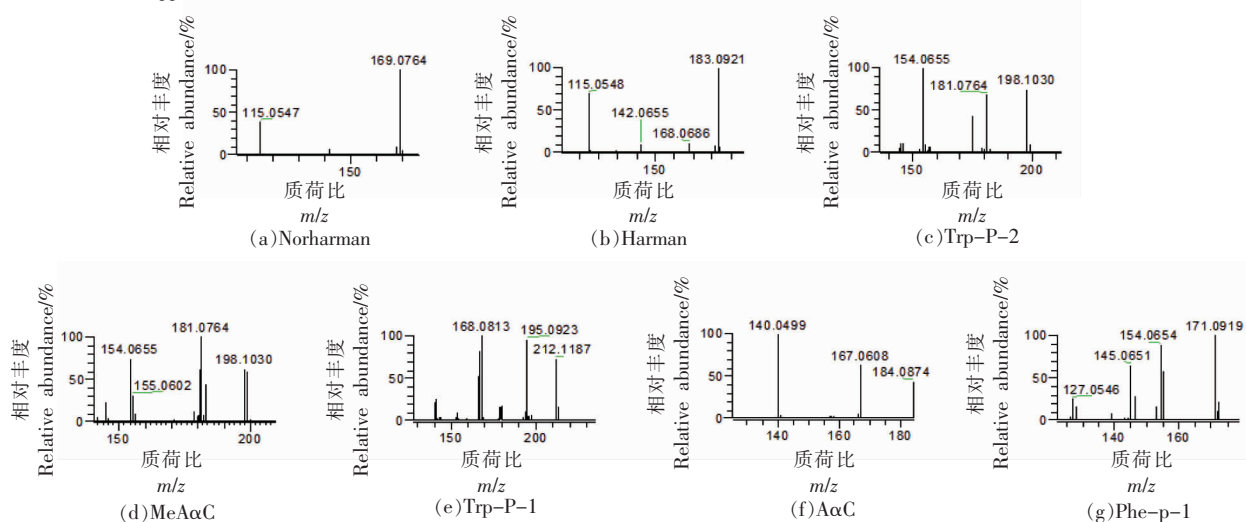 相对丰度
Relative abundance/%
100
50
0
115.0547
169.0764
150
质荷比
m/z
(a)Norharman
相对丰度
Relative abundance/%
100
50
0
115.0548
142.0655
168.0686
183.0921
150
质荷比
m/z
(b)Harman
相对丰度
Relative abundance/%
100
50
0
154.0655
181.0764
198.1030
150
200
质荷比
m/z
(c)Trp-P-2
相对丰度
Relative abundance/%
100
50
0
154.0655
155.0602
181.0764
198.1030
150
200
质荷比
m/z
(d)MeAαC
相对丰度
Relative abundance/%
100
50
0
168.0813
195.0923
212.1187
150
200
质荷比
m/z
(e)Trp-P-1
相对丰度
Relative abundance/%
100
50
0
140.0499
167.0608
184.0874
140
160
180
质荷比
m/z
(f)AαC
相对丰度
Relative abundance/%
100
50
0
127.0546
145.0651
154.0654
171.0919
140
160
质荷比
m/z
(g)Phe-p-1